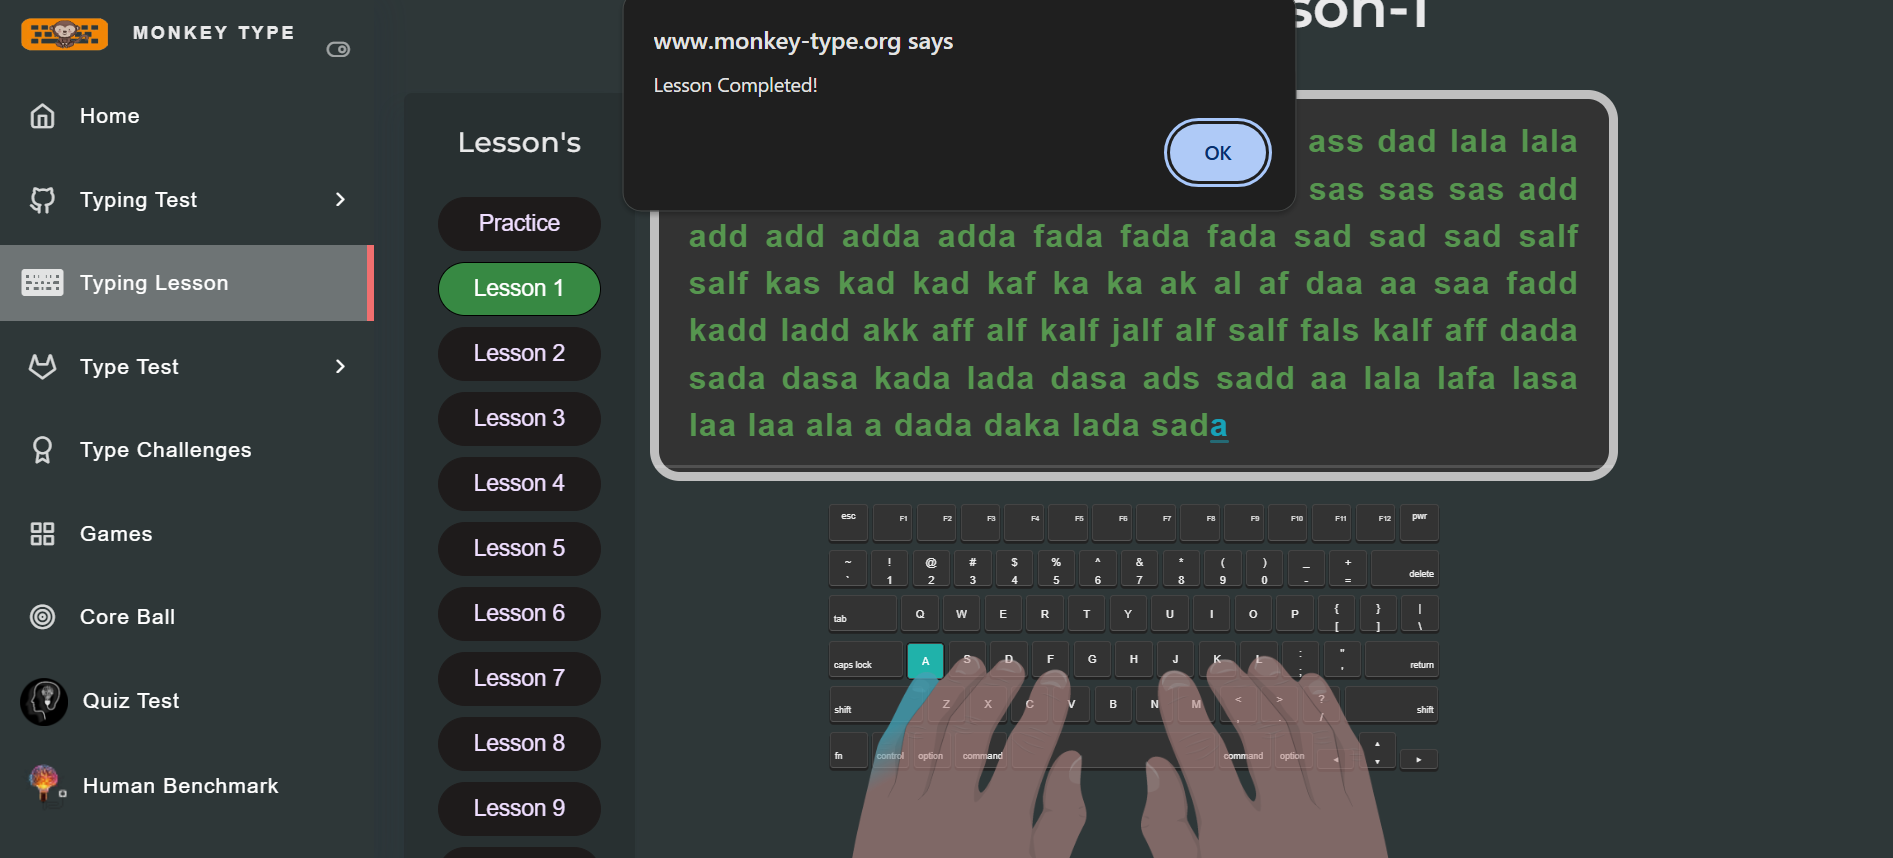 MONKEY TYPE
Home
Typing Test
Typing Lesson
Type Test
Type Challenges
Games
Core Ball
Quiz Test
Human Benchmark
Lesson's
Practice
Lesson 1
Lesson 2
Lesson 3
Lesson 4
Lesson 5
Lesson 6
Lesson 7
Lesson 8
Lesson 9
son-1
www.monkey-type.org says
Lesson Completed!
OK
ass dad lala lala
sas sas sas add
add add adda adda fada fada fada sad sad sad salf
salf kas kad kad kaf ka ka ak al af daa aa saa fadd
kadd ladd akk aff alf kalf jalf alf salf fals kalf aff dada
sada dasa kada lada dasa ads sadd aa lala lafa lasa
laa laa ala a dada daka lada sada
esc F1 F2 F3 F4 F5 F6 F7 F8 F9 F10 F11 F12 pwr
~ ! @ # $ % ^ & * ( ) _ +
` 1 2 3 4 5 6 7 8 9 0 - = delete
tab Q W E R T Y U I O P { } |
[ ] \
caps lock A S D F G H J K L : "
; ' return
shift Z X C V B N M < > ? shift
, . /
fn control option command command option ◄ ▲ ▼ ►